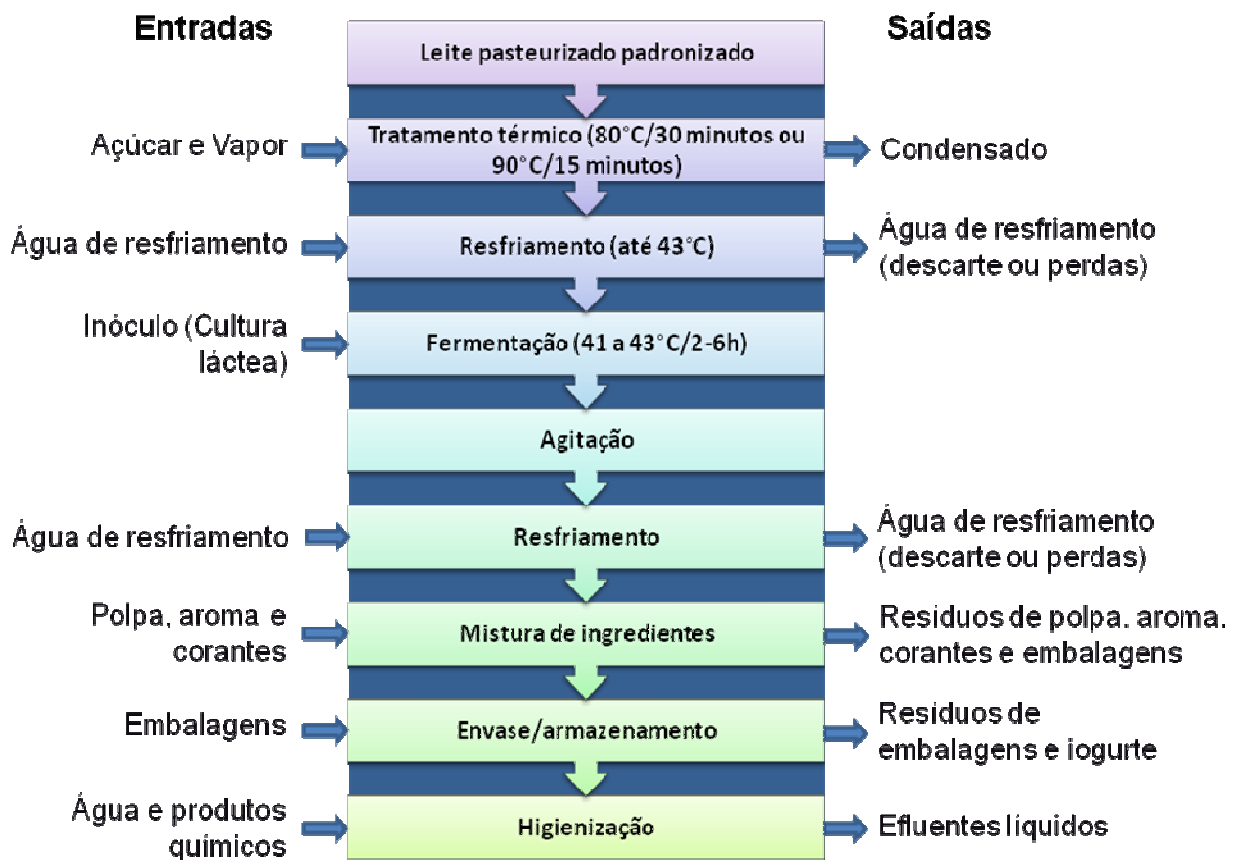 Entradas
Saídas
Leite pasteurizado padronizado
Açúcar e Vapor
Tratamento térmico (80°C/30 minutos ou
90°C/15 minutos)
Condensado
Água de resfriamento
Resfriamento (até 43°C)
Água de resfriamento
(descarte ou perdas)
Inóculo (Cultura
láctea)
Fermentação (41 a 43°C/2-6h)
Agitação
Água de resfriamento
Resfriamento
Água de resfriamento
(descarte ou perdas)
Polpa, aroma e
corantes
Mistura de ingredientes
Resíduos de polpa. aroma.
corantes e embalagens
Embalagens
Envase/armazenamento
Resíduos de
embalagens e iogurte
Água e produtos
químicos
Higienização
Efluentes líquidos